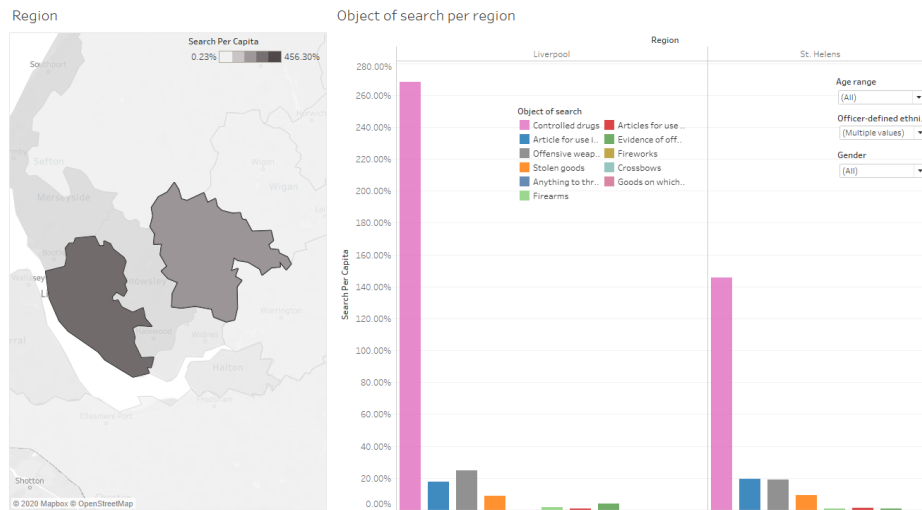 Region
Object of search per region
Search Per Capita
0.23%
456.30%
Southport
Sefton
Merseyside
Wigan
Wigan
Warrington
Widnes
Halton
Ellesmere Port
Shotton
© 2020 Mapbox © OpenStreetMap
Region
Liverpool
St. Helens
Search Per Capita
280.00%
260.00%
240.00%
220.00%
200.00%
180.00%
160.00%
140.00%
120.00%
100.00%
80.00%
60.00%
40.00%
20.00%
0.00%
Object of search
Controlled drugs
Articles for use ..
Article for use i..
Evidence of off..
Offensive weap..
Fireworks
Stolen goods
Crossbows
Anything to thr..
Goods on which..
Firearms
Age range
(All)
Officer-defined ethni..
(Multiple values)
Gender
(All)